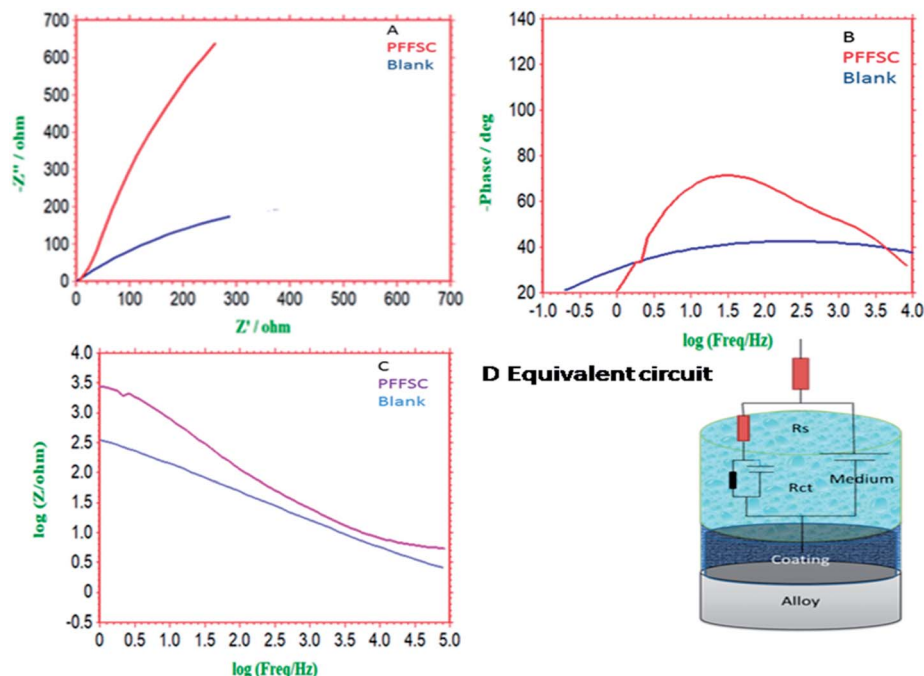 A
PFFSC
Blank
700
600
500
400
300
200
100
0
-Z'' / ohm
0 100 200 300 400 500 600 700
Z' / ohm
B
PFFSC
Blank
140
120
100
80
60
40
20
-Phase / deg
-1.0 -0.5 0 0.5 1.0 1.5 2.0 2.5 3.0 3.5 4.0
log (Freq/Hz)
C
PFFSC
Blank
4.0
3.5
3.0
2.5
2.0
1.5
1.0
0.5
0
-0.5
log (Z/ohm)
0 0.5 1.0 1.5 2.0 2.5 3.0 3.5 4.0 4.5 5.0
log (Freq/Hz)
D Equivalent circuit
Rs
Rct
Medium
Coating
Alloy